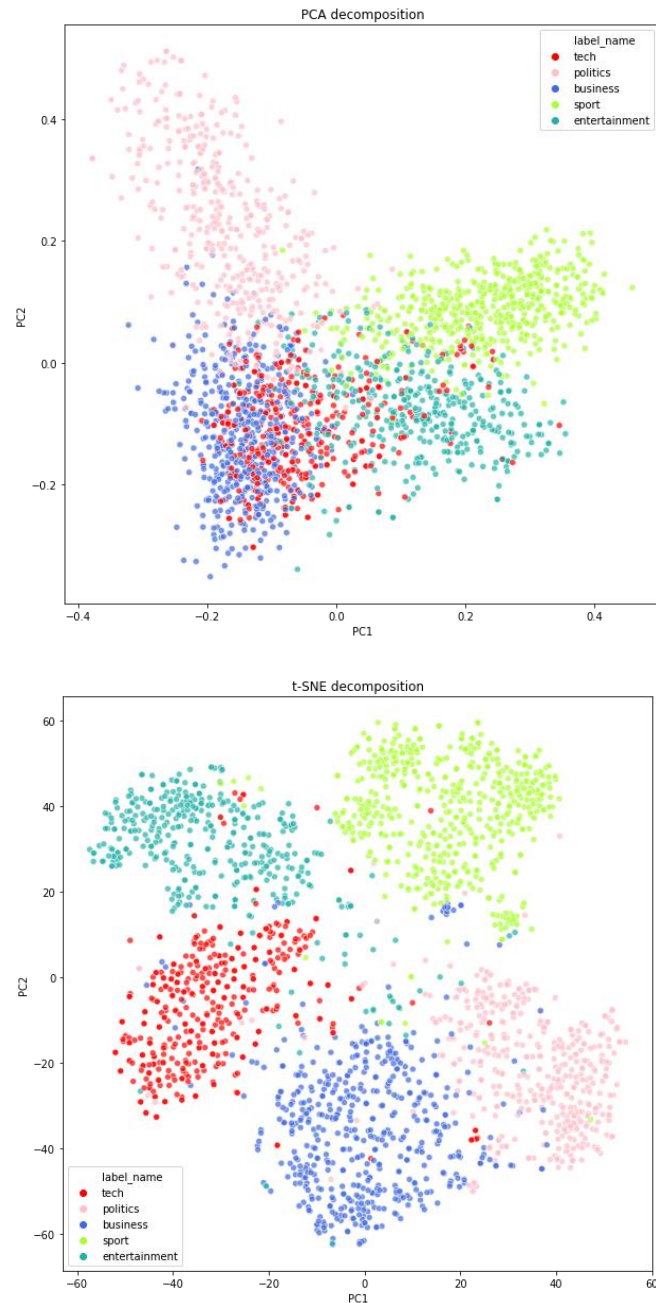 PCA decomposition
label_name
tech
politics
business
sport
entertainment
0.4
0.2
0.0
−0.2
PC2
−0.4
−0.2
0.0
0.2
0.4
PC1
t-SNE decomposition
60
40
20
0
−20
−40
−60
PC2
label_name
tech
politics
business
sport
entertainment
−60
−40
−20
0
20
40
60
PC1